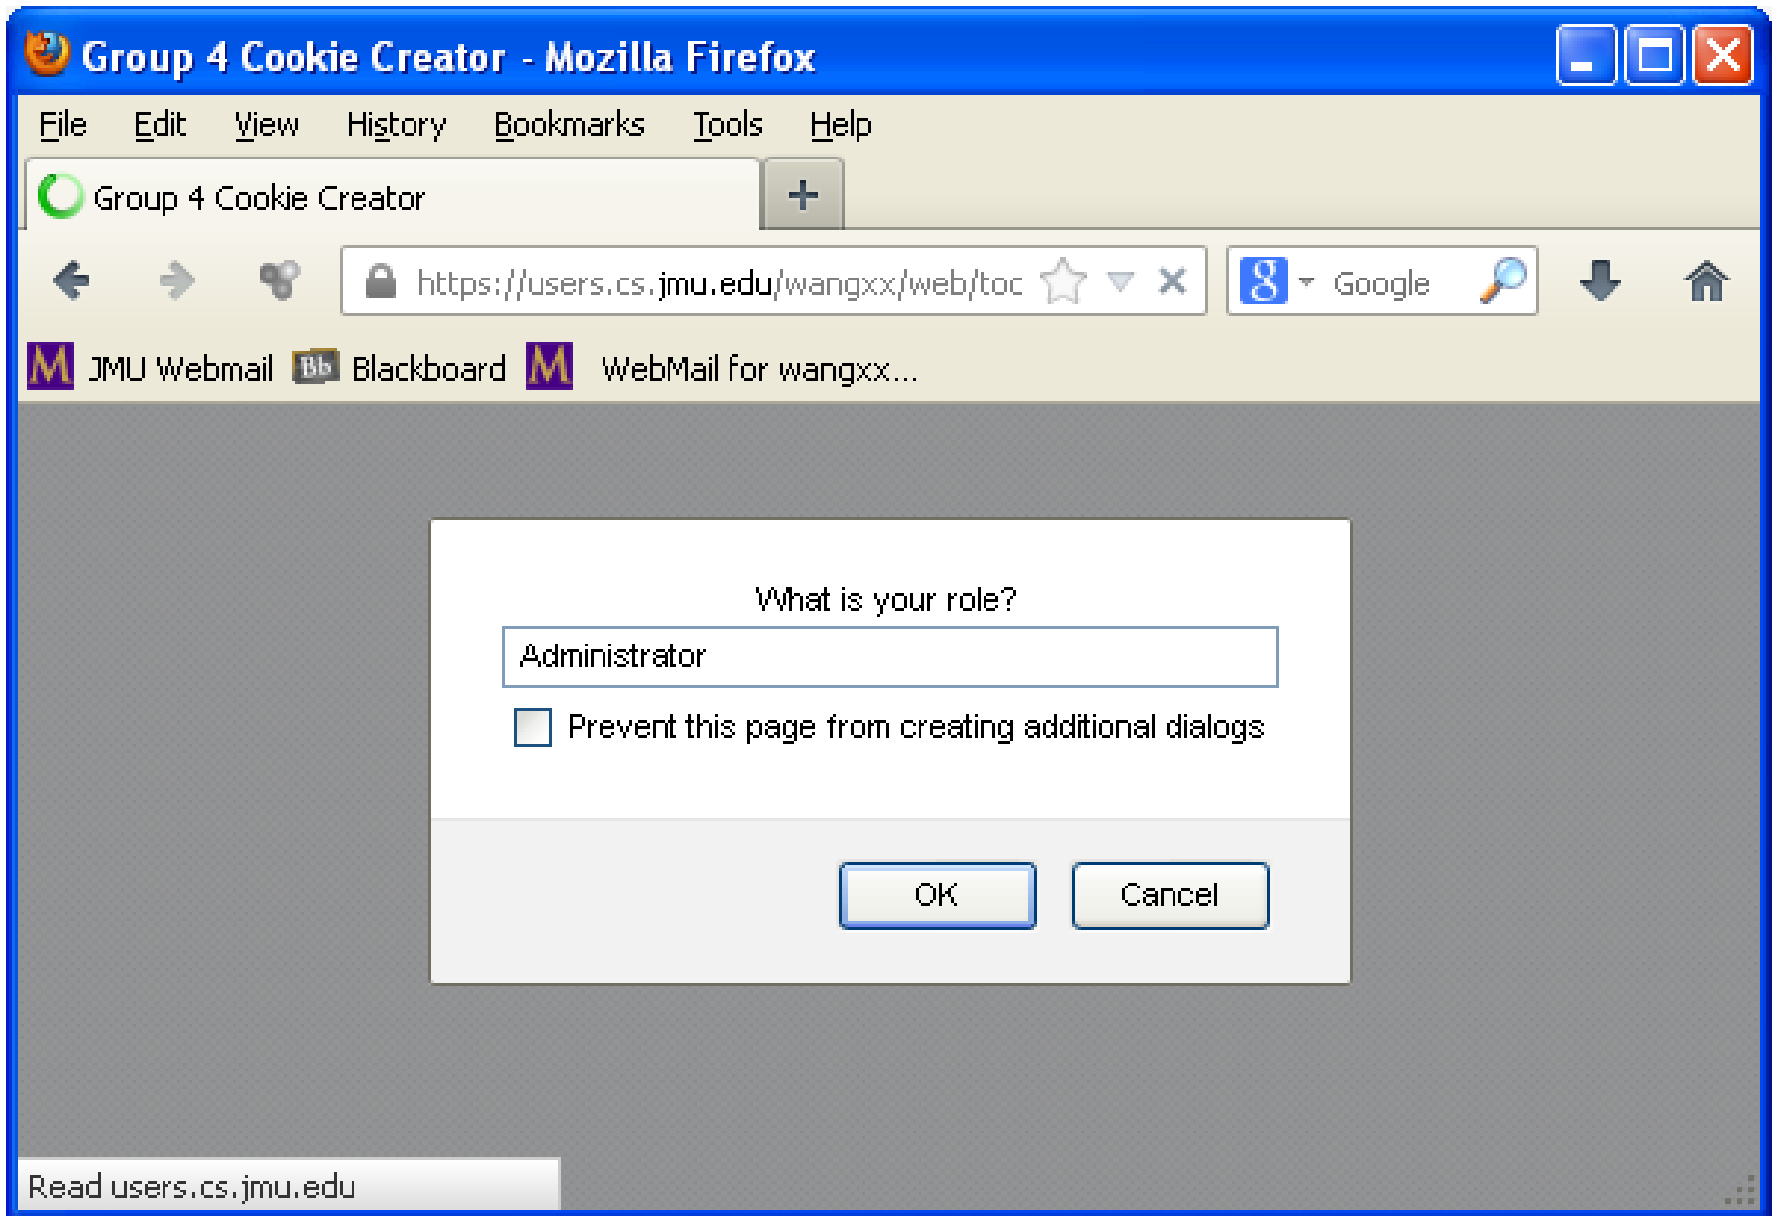 Group 4 Cookie Creator - Mozilla Firefox
File Edit View History Bookmarks Tools Help
Group 4 Cookie Creator +
https://users.cs.jmu.edu/wangxx/web/toc 8 Google
M JMU Webmail Bb Blackboard M WebMail for wangxx...
What is your role?
Administrator
Prevent this page from creating additional dialogs
OK Cancel
Read users.cs.jmu.edu